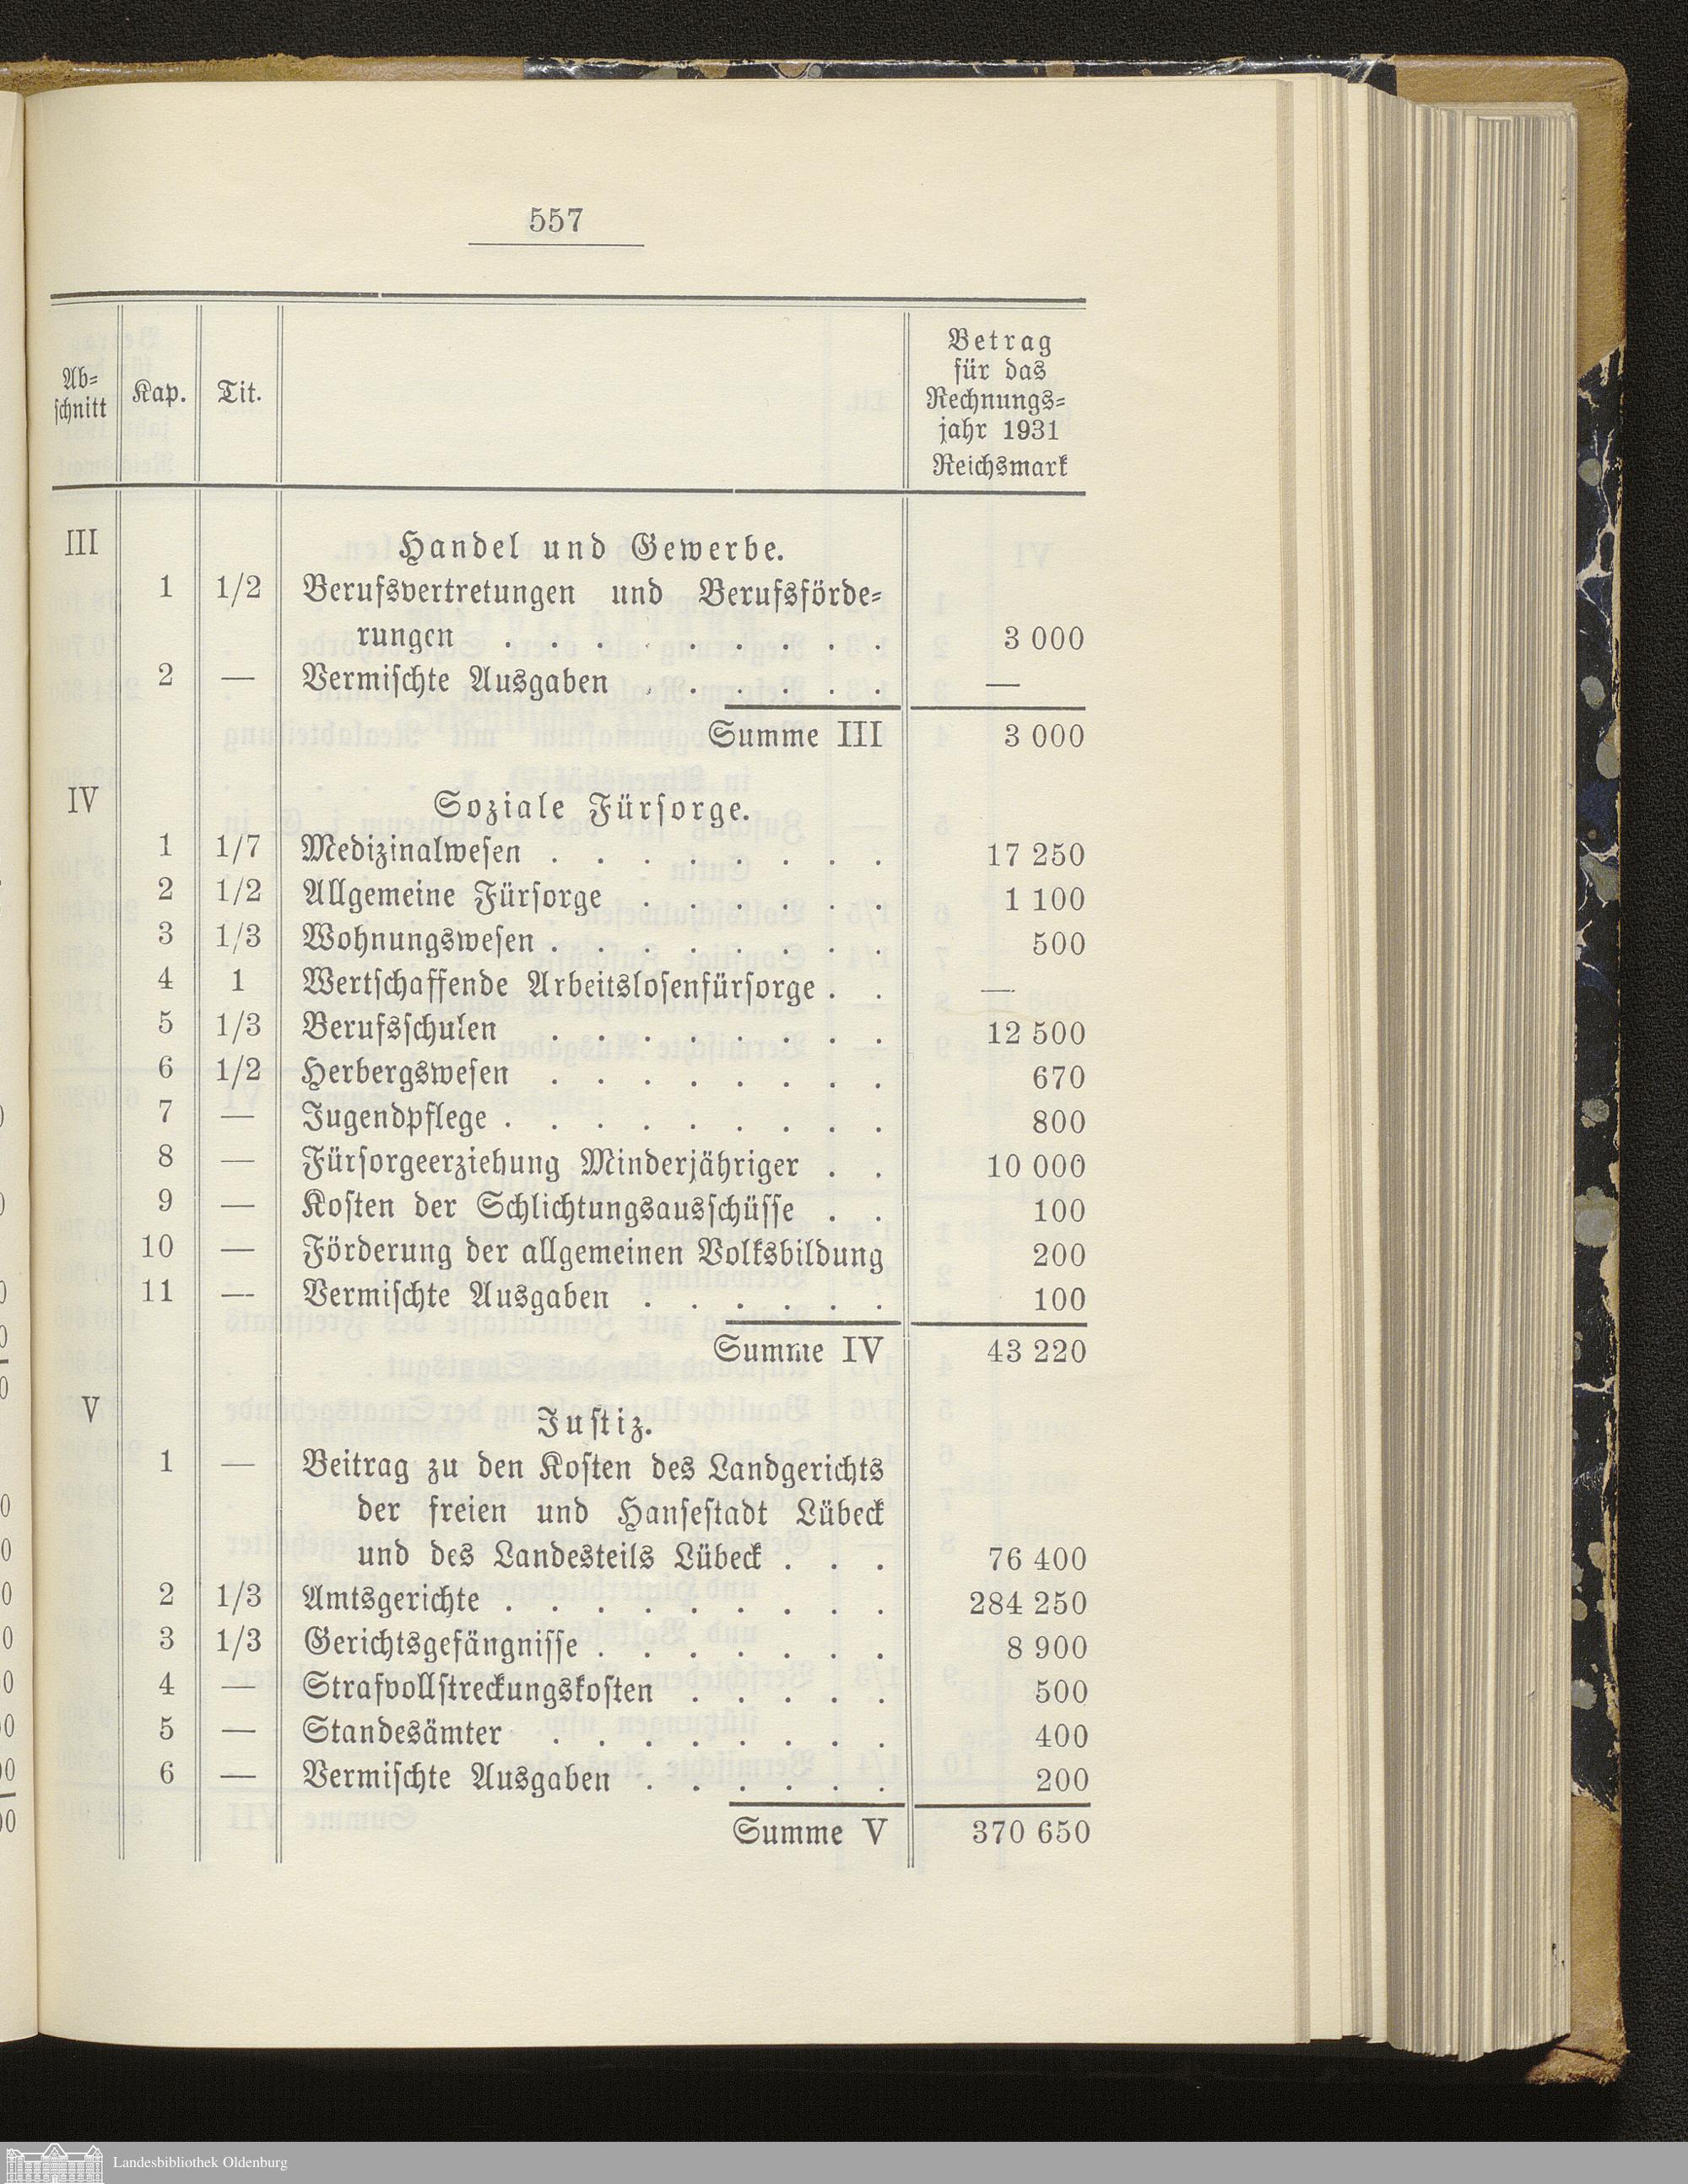 557
Ab-
schnitt
Kap.
Tit.
Betrag
für das
Rechnungs-
jahr 1931
Reichsmark
III Handel und Gewerbe.
1 1/2 Berufsvertretungen und Berufsförde-
rungen . . . . . . . . . 3 000
2 — Vermischte Ausgaben . . . . . . —
Summe III 3 000
IV Soziale Fürsorge.
1 1/7 Medizinalwesen . . . . . . . . 17 250
2 1/2 Allgemeine Fürsorge . . . . . . 1 100
3 1/3 Wohnungswesen . . . . . . . . 500
4 1 Wertschaffende Arbeitslosenfürsorge . . —
5 1/3 Berufsschulen . . . . . . . . 12 500
6 1/2 Herbergswesen . . . . . . . . 670
7 — Jugendpflege . . . . . . . . . 800
8 — Fürsorgeerziehung Minderjähriger . . 10 000
9 — Kosten der Schlichtungsausschüsse . . 100
10 — Förderung der allgemeinen Volksbildung 200
11 — Vermischte Ausgaben . . . . . . 100
Summe IV 43 220
V Justiz.
1 — Beitrag zu den Kosten des Landgerichts
der freien und Hansestadt Lübeck
und des Landesteils Lübeck . . . 76 400
2 1/3 Amtsgerichte . . . . . . . . . 284 250
3 1/3 Gerichtsgefängnisse . . . . . . . 8 900
4 — Strafvollstreckungskosten . . . . . 500
5 — Standesämter . . . . . . . . 400
6 — Vermischte Ausgaben . . . . . . 200
Summe V 370 650
Landesbibliothek Oldenburg